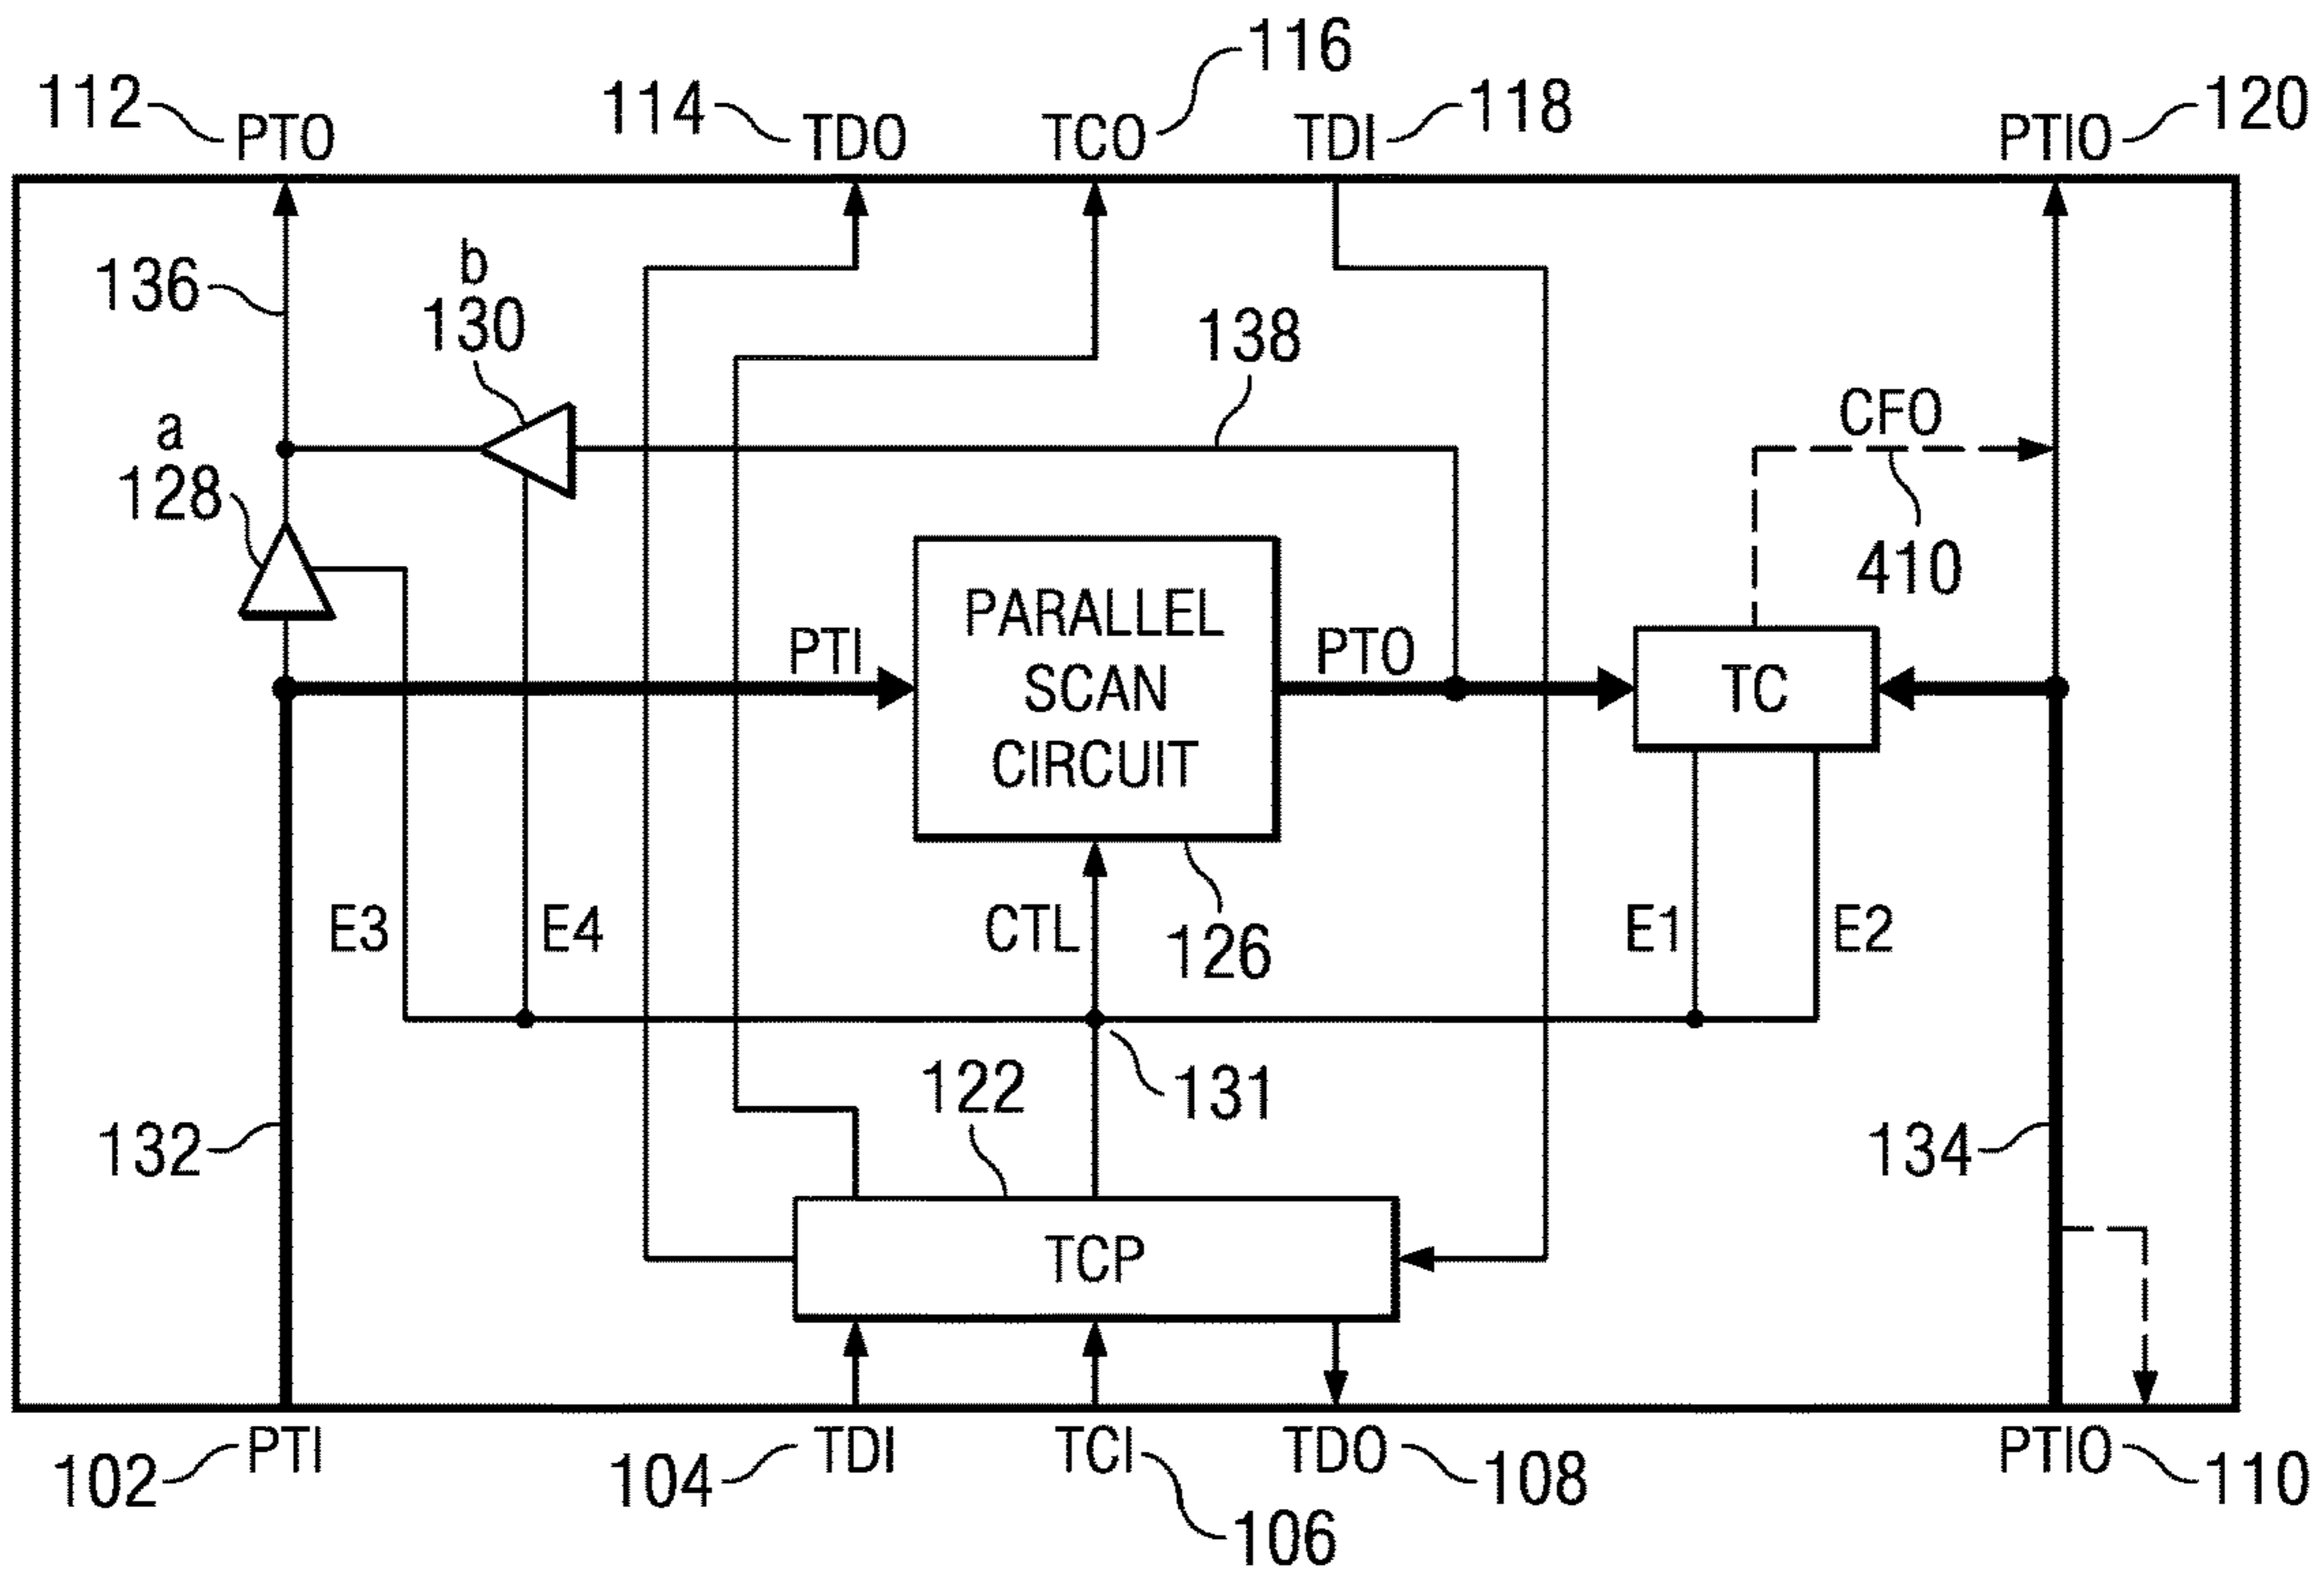 116
112 PTO
114 TDO
TCO
TDI 118
PTIO 120
136
b
130
138
a
128
CFO
410
PTI
PARALLEL
SCAN
CIRCUIT
PTO
TC
E3
E4
CTL
126
E1
E2
122
131
132
134
TCP
102 PTI
104 TDI
TCI
106
TDO 108
PTIO 110